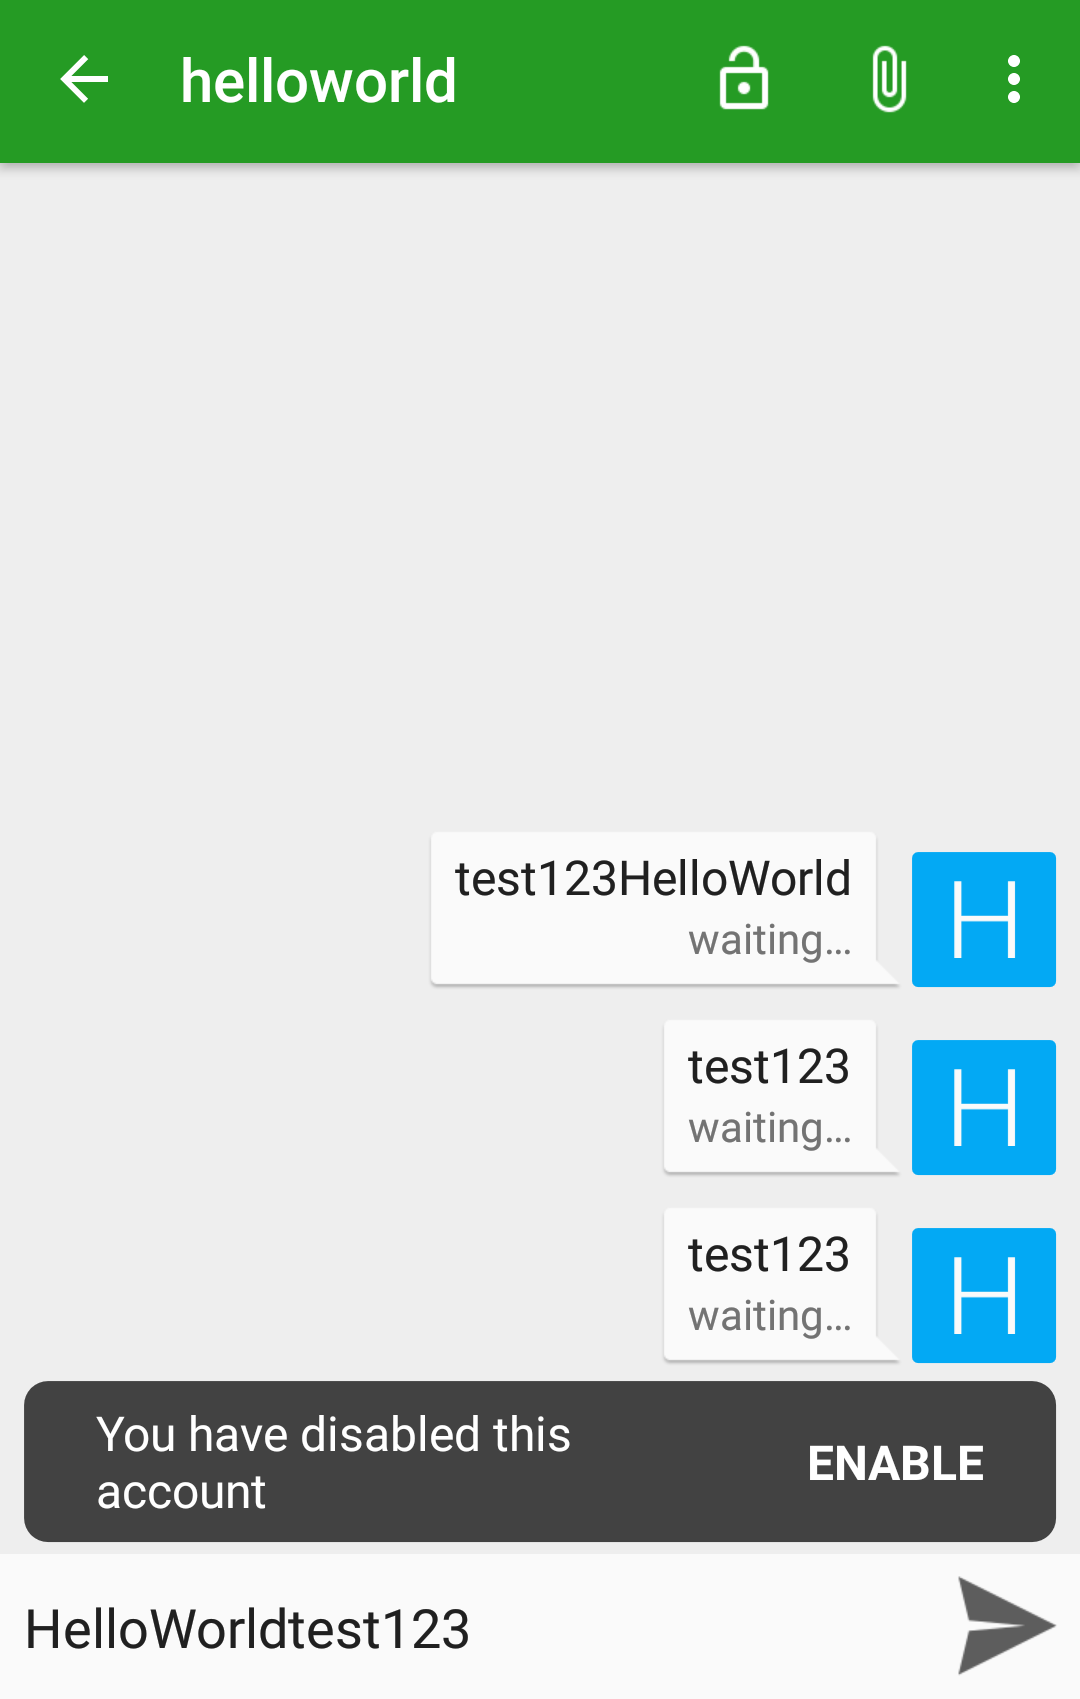 helloworld
test123HelloWorld
waiting…
H
test123
waiting…
H
test123
waiting…
H
You have disabled this
account
ENABLE
HelloWorldtest123